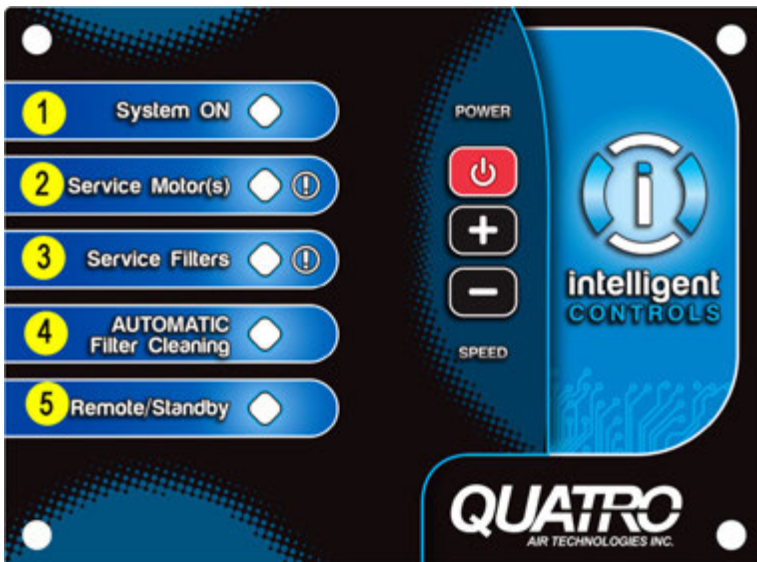 1 System ON
2 Service Motor(s) !
3 Service Filters !
4 AUTOMATIC
Filter Cleaning
5 Remote/Standby
POWER
+
-
SPEED
i
intelligent
CONTROLS
QUATRO
AIR TECHNOLOGIES INC.